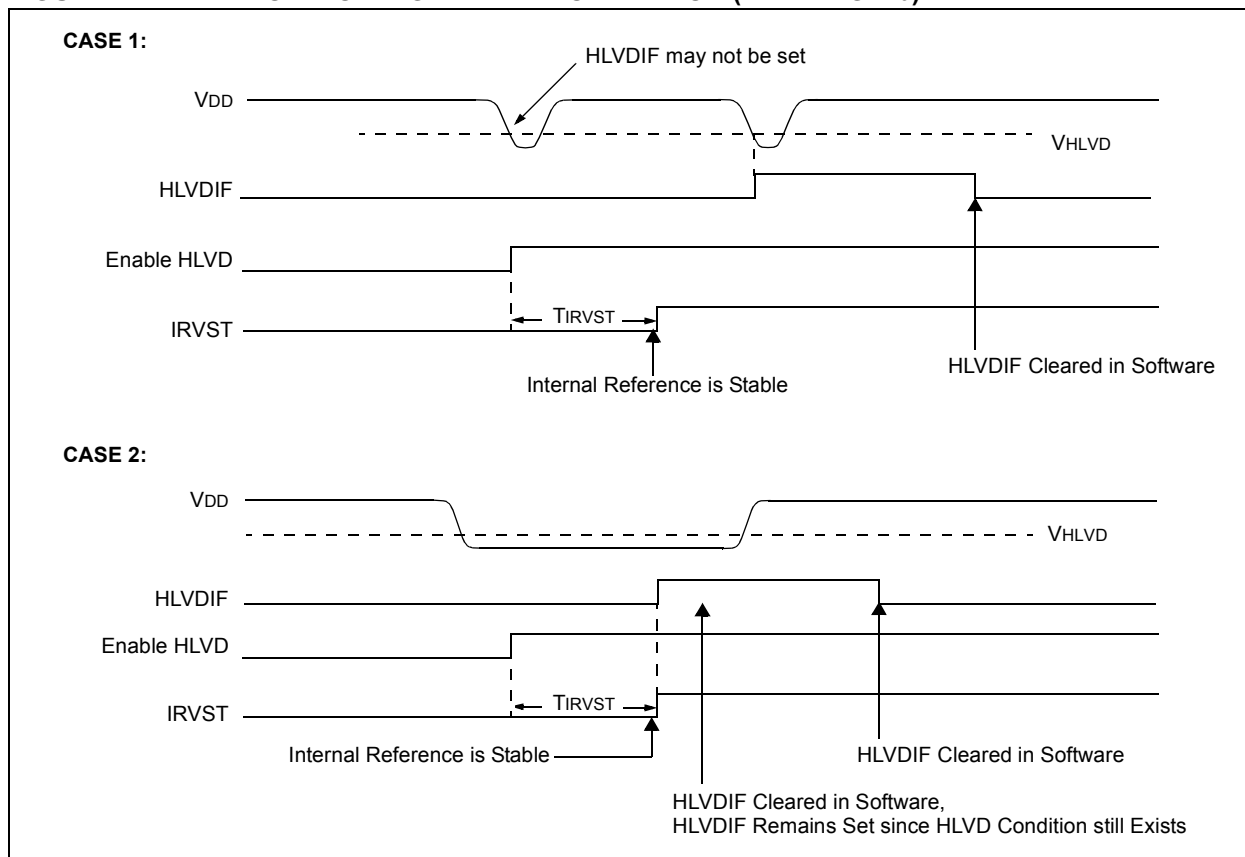 CASE 1:
HLVDIF may not be set
VDD
VHLVD
HLVDIF
Enable HLVD
TIRVST
IRVST
HLVDIF Cleared in Software
Internal Reference is Stable
CASE 2:
VDD
VHLVD
HLVDIF
Enable HLVD
TIRVST
IRVST
Internal Reference is Stable
HLVDIF Cleared in Software
HLVDIF Cleared in Software,
HLVDIF Remains Set since HLVD Condition still Exists